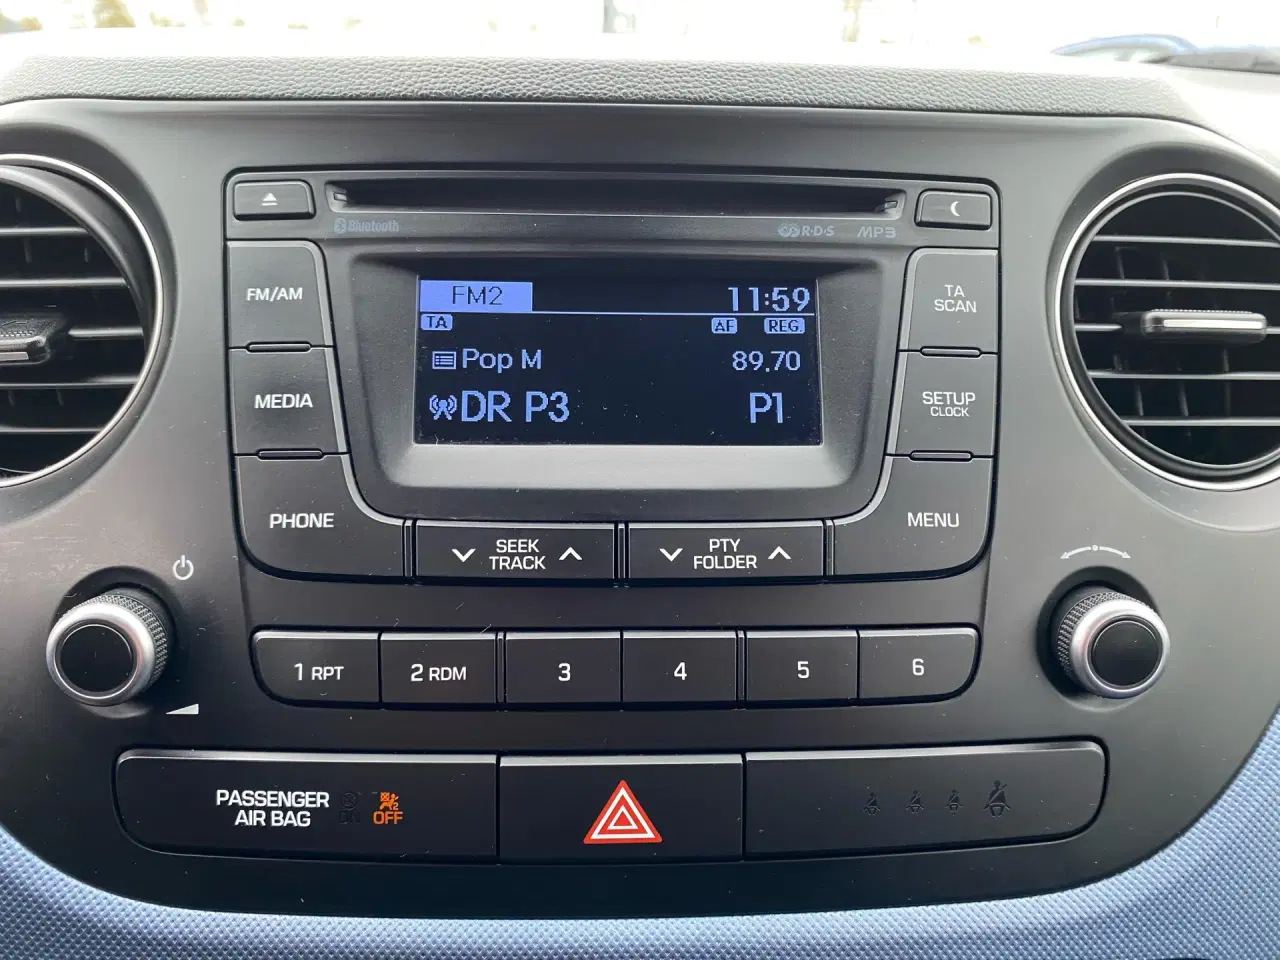 Bluetooth
R·D·S
MP3
FM/AM
MEDIA
PHONE
FM2
11:59
TA
AF
REG
Pop M
89.70
DR P3
P1
TA
SCAN
SETUP
CLOCK
MENU
SEEK
TRACK
PTY
FOLDER
1 RPT
2 RDM
3
4
5
6
PASSENGER
AIR BAG
ON
OFF